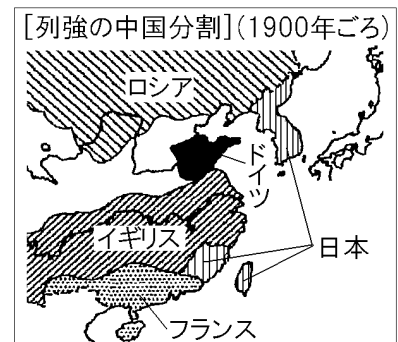 [列強の中国分割](1900年ごろ)
ロシア
ドイツ
イギリス
日本
フランス